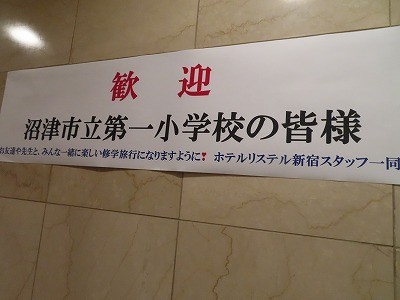 歓迎
沼津市立第一小学校の皆様
お友達や先生と、みんな一緒に楽しい修学旅行になりますように❣ ホテルリステル新宿スタッフ一同